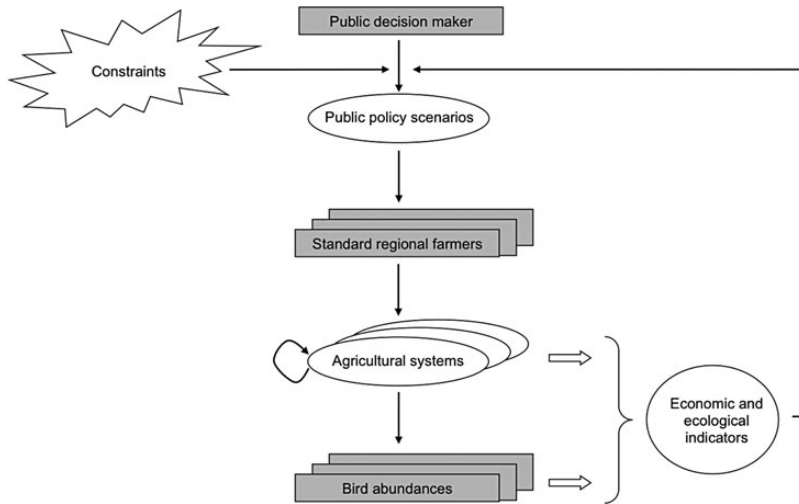 Public decision maker
Constraints
Public policy scenarios
Standard regional farmers
Agricultural systems
Economic and
ecological
indicators
Bird abundances